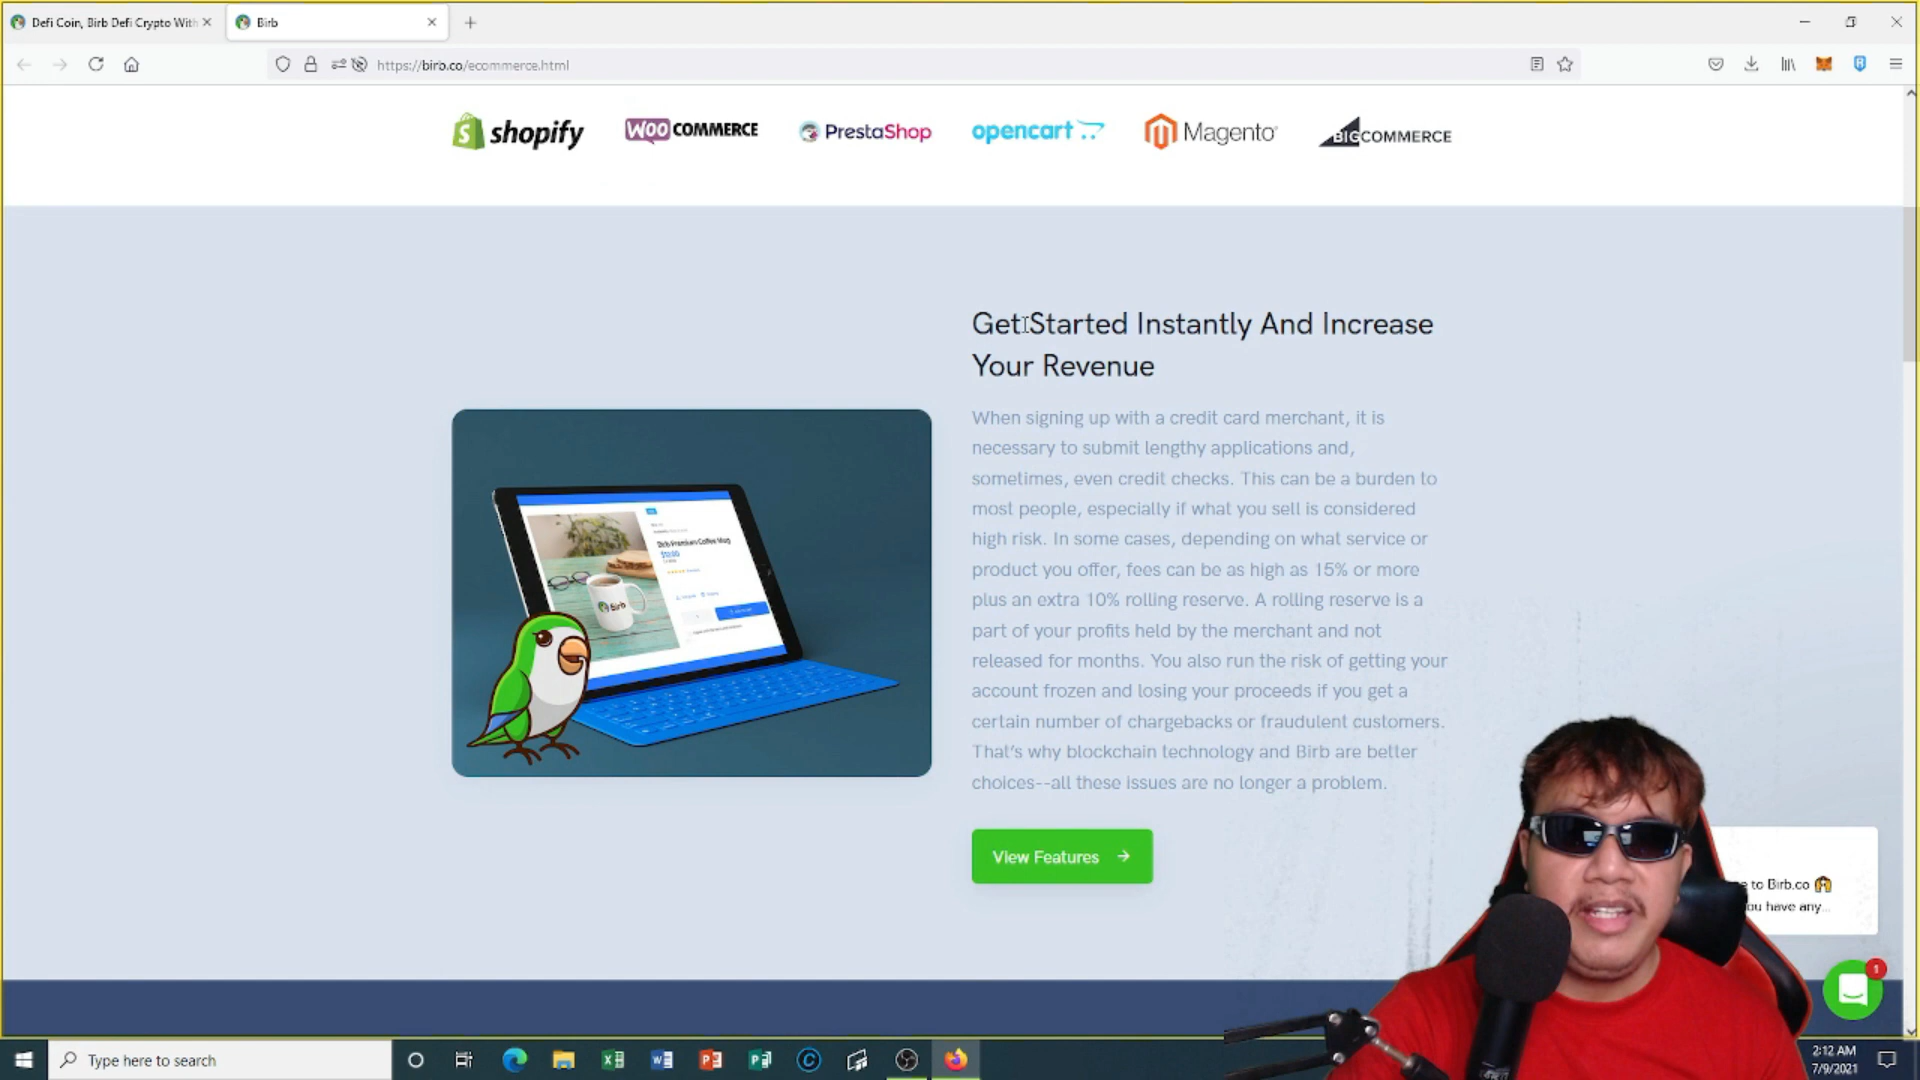 Defi Coin, Birb Defi Crypto With
Birb
https://birb.co/ecommerce.html
shopify
WOO COMMERCE
PrestaShop
opencart
Magento
BIGCOMMERCE
Get Started Instantly And Increase
Your Revenue
When signing up with a credit card merchant, it is
necessary to submit lengthy applications and,
sometimes, even credit checks. This can be a burden to
most people, especially if what you sell is considered
high risk. In some cases, depending on what service or
product you offer, fees can be as high as 15% or more
plus an extra 10% rolling reserve. A rolling reserve is a
part of your profits held by the merchant and not
released for months. You also run the risk of getting your
account frozen and losing your proceeds if you get a
certain number of chargebacks or fraudulent customers.
That's why blockchain technology and Birb are better
choices--all these issues are no longer a problem.
Birb Premium Coffee Mug
Birb
View Features
to Birb.co
ou have any...
1
Type here to search
2:12 AM
7/9/2021